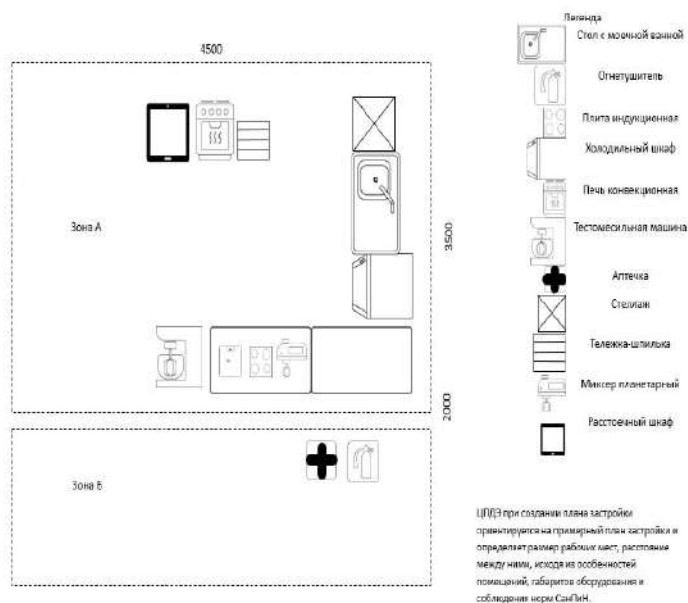 4500
Зона А
3500
2000
Зона Б
Легенда
Стол с моечной ванной
Огнетушитель
Плита индукционная
Холодильный шкаф
Печь конвекционная
Тестомесильная машина
Аптечка
Стеллаж
Тележка-шпилька
Миксер планетарный
Расстоечный шкаф
ЦПДЭ при создании плана застройки
ориентируется на примерный план застройки и
определяет размер рабочих мест, расстояние
между ними, исходя из особенностей
помещений, габаритов оборудования и
соблюдения норм СанПиН.